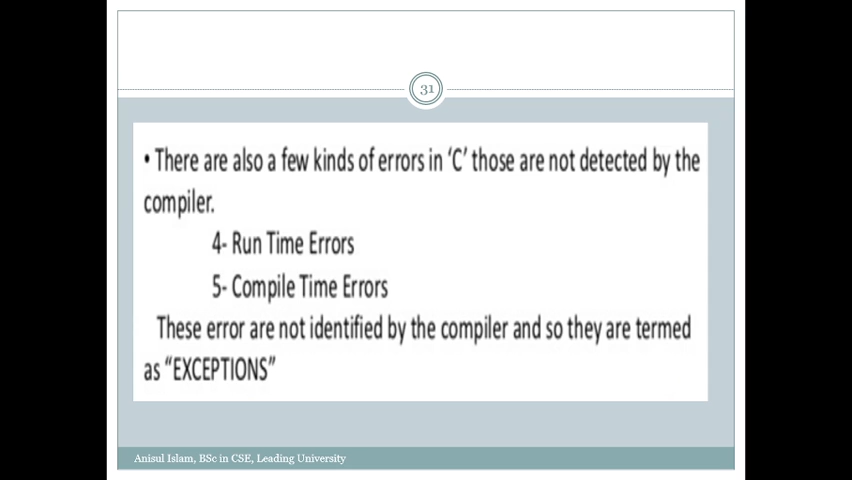 31
• There are also a few kinds of errors in ‘C’ those are not detected by the
compiler.
4- Run Time Errors
5- Compile Time Errors
These error are not identified by the compiler and so they are termed
as “EXCEPTIONS”
Anisul Islam, BSc in CSE, Leading University